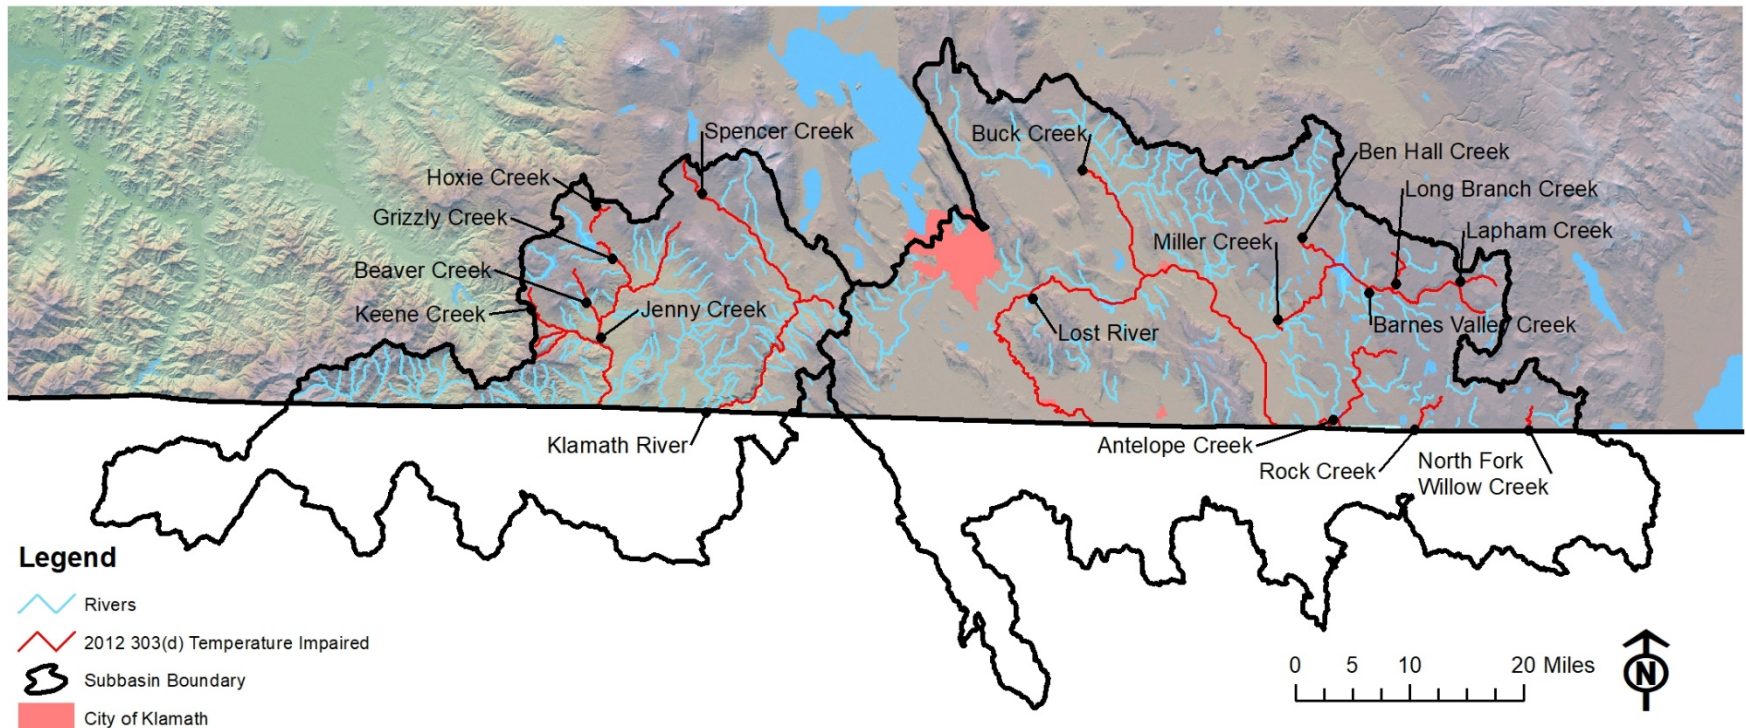 Spencer Creek
Buck Creek
Ben Hall Creek
Hoxie Creek
Long Branch Creek
Grizzly Creek
Lapham Creek
Miller Creek
Beaver Creek
Keene Creek
Jenny Creek
Barnes Valley Creek
Lost River
Klamath River
Antelope Creek
Rock Creek
North Fork
Willow Creek
Legend
Rivers
2012 303(d) Temperature Impaired
Subbasin Boundary
City of Klamath
0 5 10 20 Miles
N